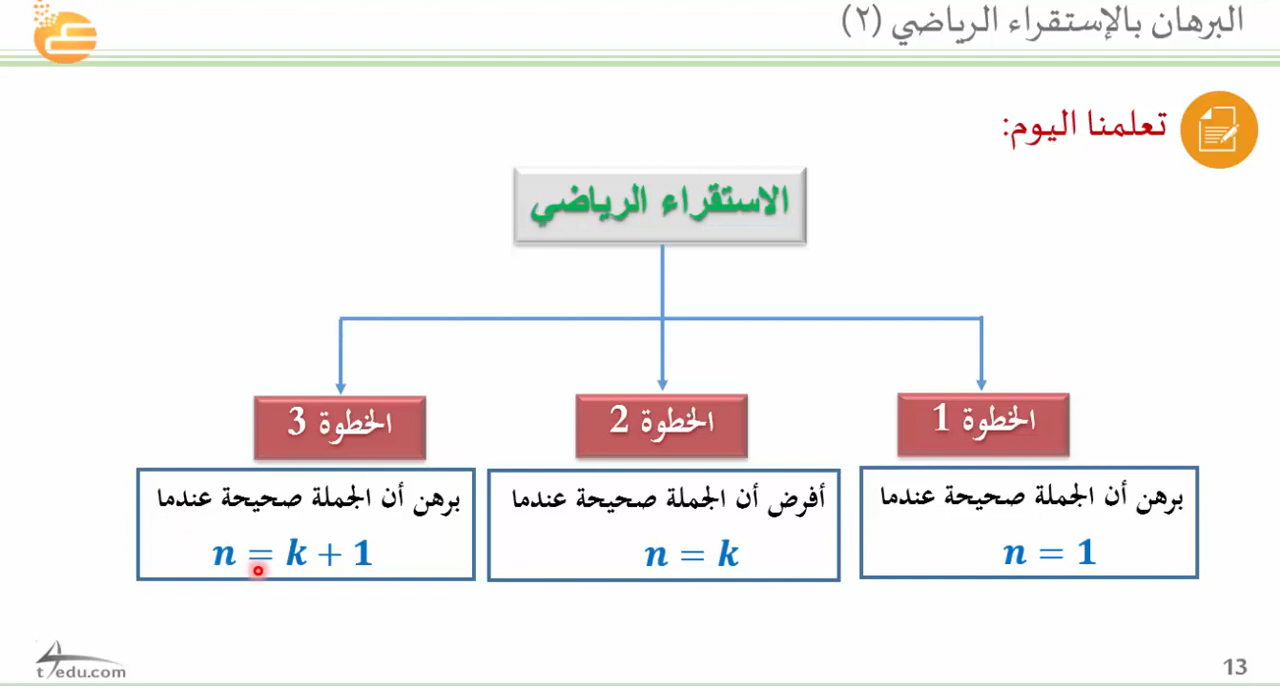 البرهان بالإستقراء الرياضي (٢)
تعلمنا اليوم:
الاستقراء الرياضي
الخطوة 1
برهن أن الجملة صحيحة عندما
n = 1
الخطوة 2
أفرض أن الجملة صحيحة عندما
n = k
الخطوة 3
برهن أن الجملة صحيحة عندما
n = k + 1
t4edu.com
13